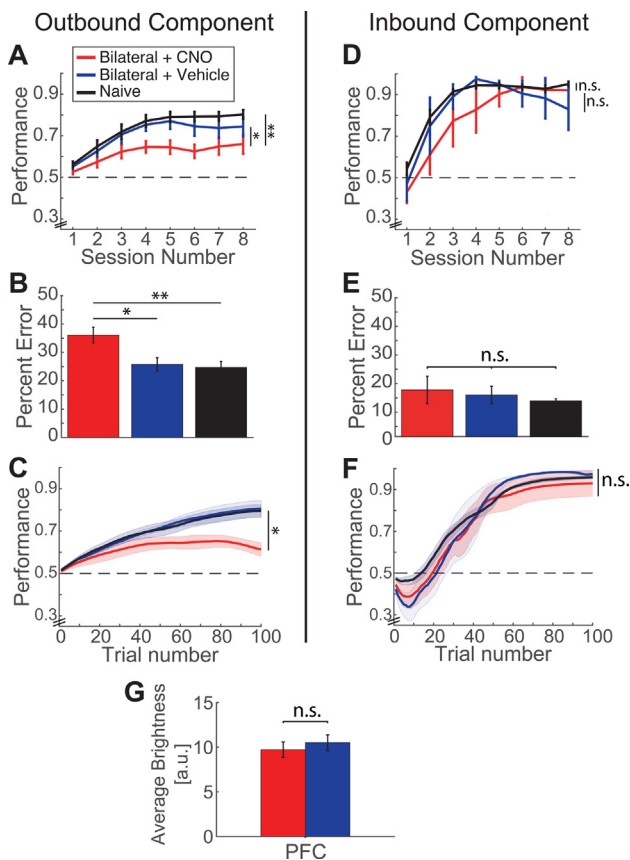 Outbound Component
Inbound Component
A
Bilateral + CNO
Bilateral + Vehicle
Naive
Performance
0.9
0.7
0.5
0.3
1 2 3 4 5 6 7 8
Session Number
*
**
D
Performance
0.9
0.7
0.5
0.3
1 2 3 4 5 6 7 8
Session Number
n.s.
n.s.
B
Percent Error
50
40
30
20
10
0
*
**
E
Percent Error
50
40
30
20
10
0
n.s.
C
Performance
0.9
0.7
0.5
0.3
0 20 40 60 80 100
Trial number
*
F
Performance
0.9
0.7
0.5
0.3
0 20 40 60 80 100
Trial number
n.s.
G
Average Brightness
[a.u.]
15
10
5
0
n.s.
PFC